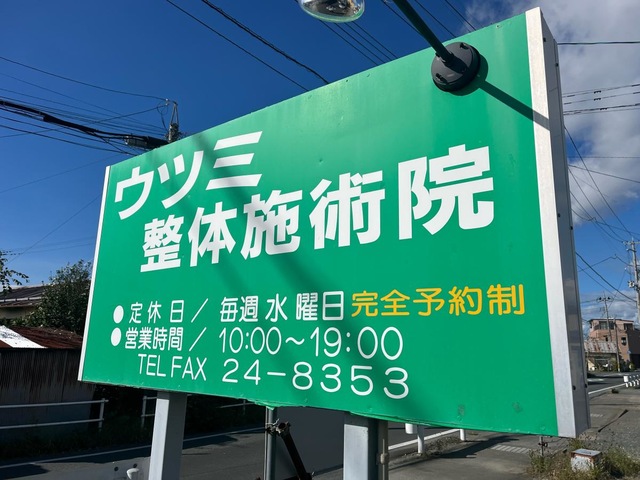 ウツミ
整体施術院
●定休日／毎週水曜日 完全予約制
●営業時間／10:00～19:00
TEL FAX 24-8353